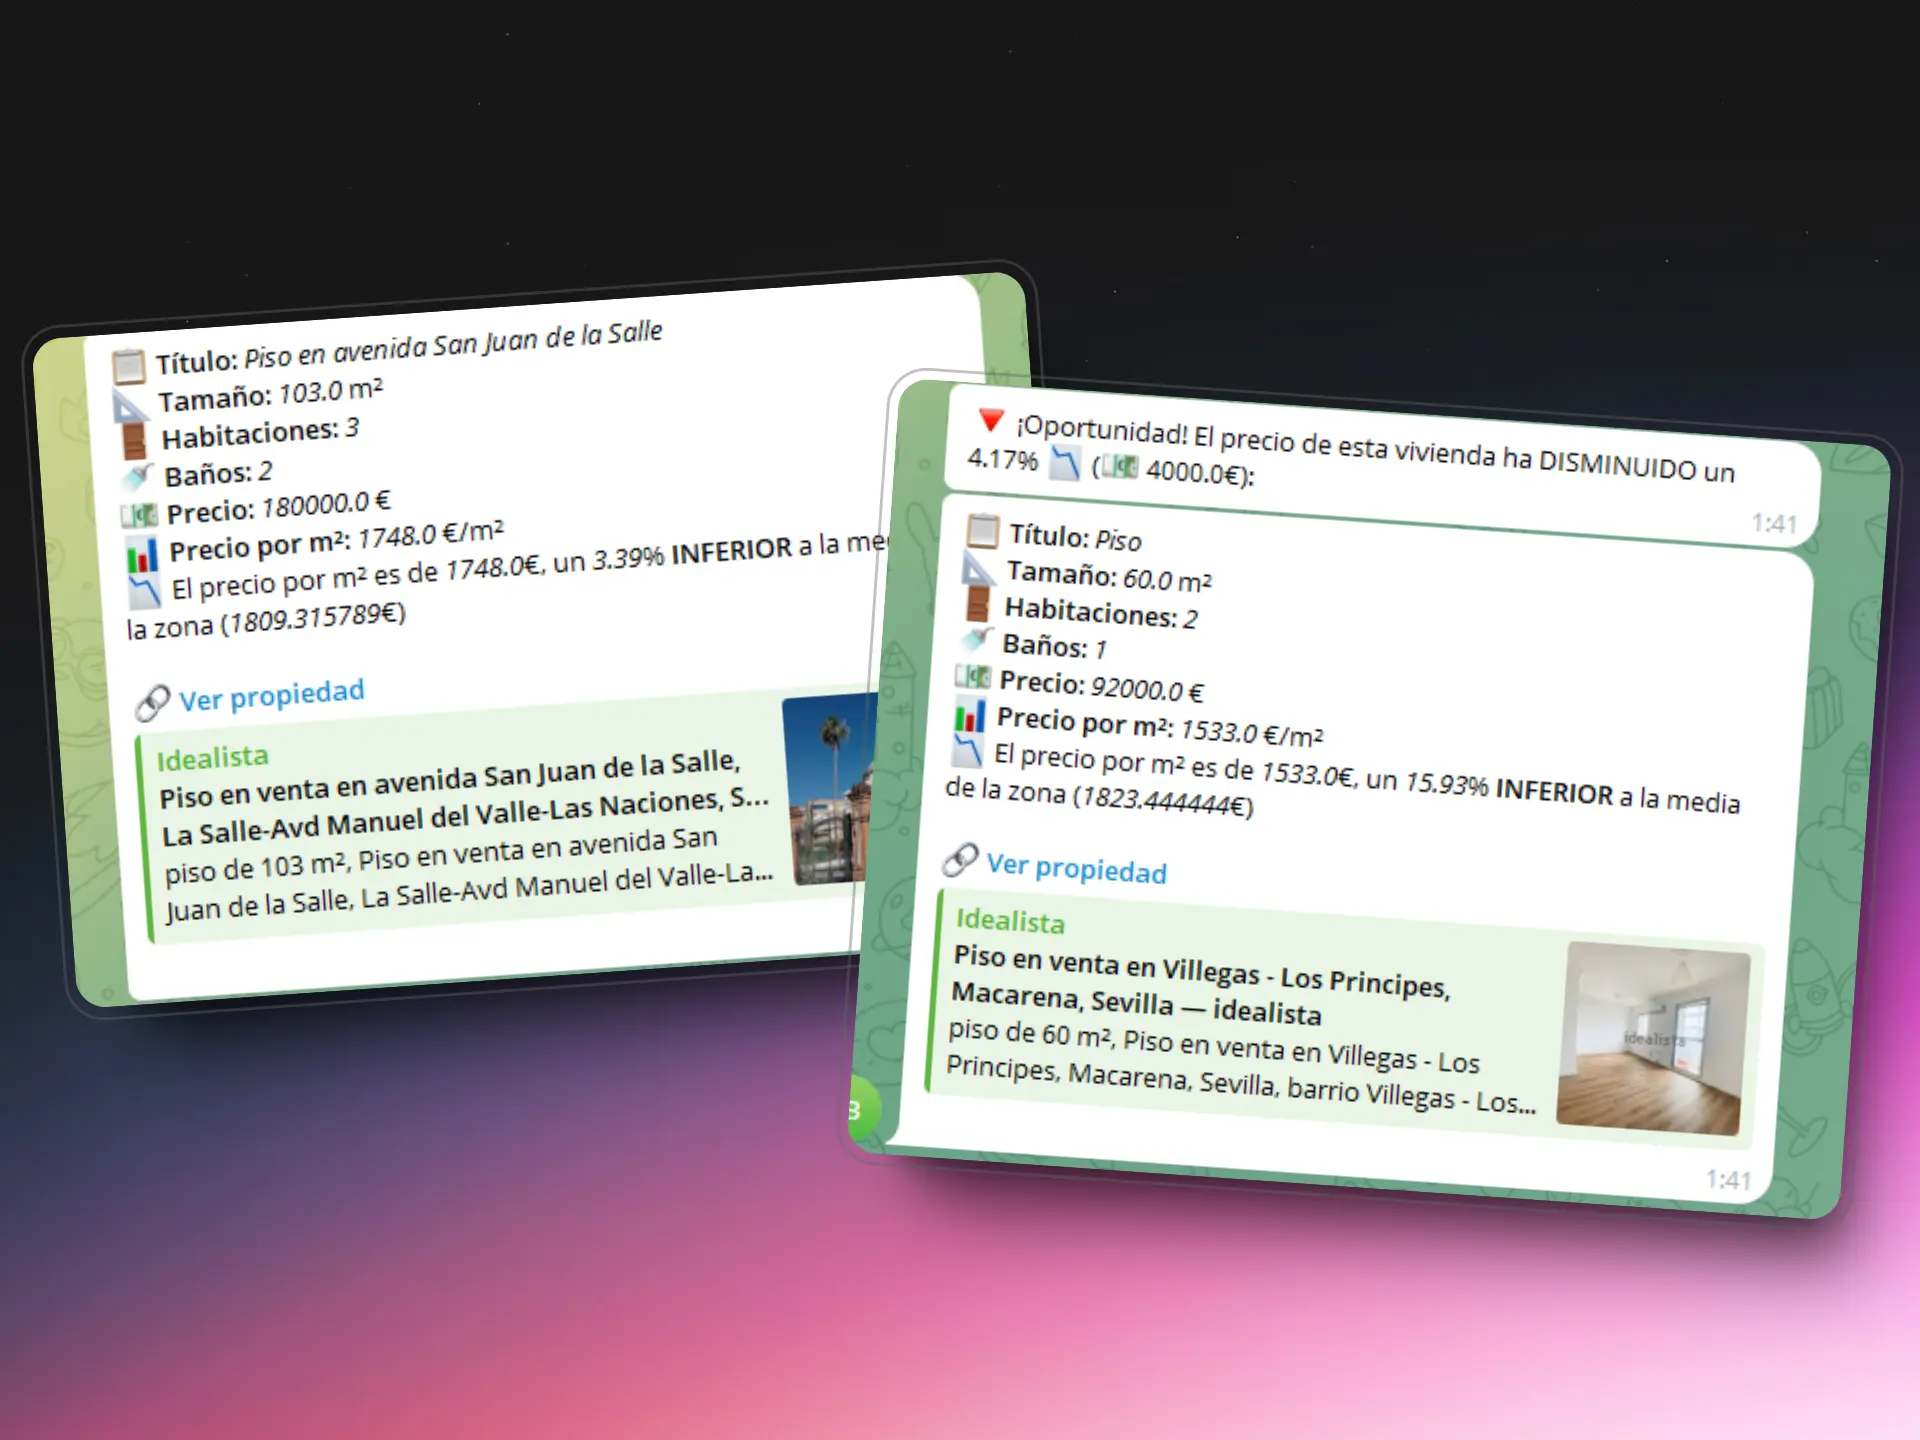 Título: Piso en avenida San Juan de la Salle
Tamaño: 103.0 m²
Habitaciones: 3
Baños: 2
Precio: 180000.0 €
Precio por m²: 1748.0 €/m²
El precio por m² es de 1748.0€, un 3.39% INFERIOR a la
la zona (1809.315789€)
Ver propiedad
Idealista
Piso en venta en avenida San Juan de la Salle,
La Salle-Avd Manuel del Valle-Las Naciones, S...
piso de 103 m², Piso en venta en avenida San
Juan de la Salle, La Salle-Avd Manuel del Valle-La...
¡Oportunidad! El precio de esta vivienda ha DISMINUIDO un
4.17% ( 4000.0€):
1:41
Título: Piso
Tamaño: 60.0 m²
Habitaciones: 2
Baños: 1
Precio: 92000.0 €
Precio por m²: 1533.0 €/m²
El precio por m² es de 1533.0€, un 15.93% INFERIOR a la media
de la zona (1823.444444€)
Ver propiedad
Idealista
Piso en venta en Villegas - Los Principes,
Macarena, Sevilla — idealista
piso de 60 m², Piso en venta en Villegas - Los
Principes, Macarena, Sevilla, barrio Villegas - Los...
idealista
1:41